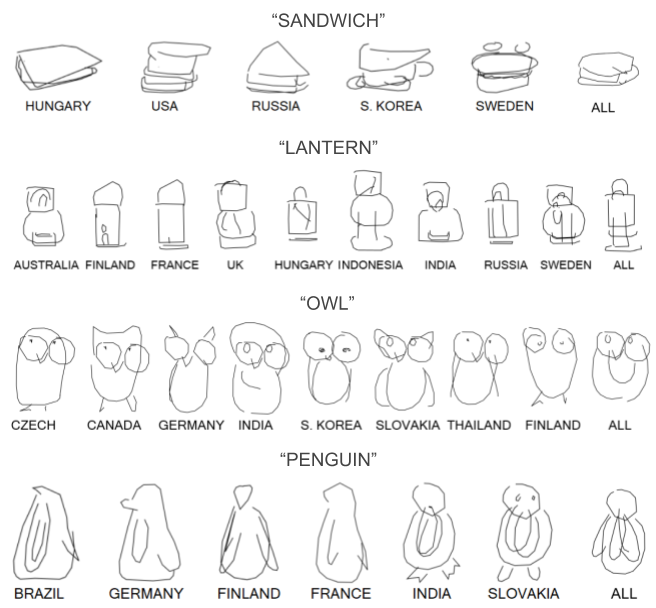 “SANDWICH”
HUNGARY USA RUSSIA S. KOREA SWEDEN ALL
“LANTERN”
AUSTRALIA FINLAND FRANCE UK HUNGARY INDONESIA INDIA RUSSIA SWEDEN ALL
“OWL”
CZECH CANADA GERMANY INDIA S. KOREA SLOVAKIA THAILAND FINLAND ALL
“PENGUIN”
BRAZIL GERMANY FINLAND FRANCE INDIA SLOVAKIA ALL